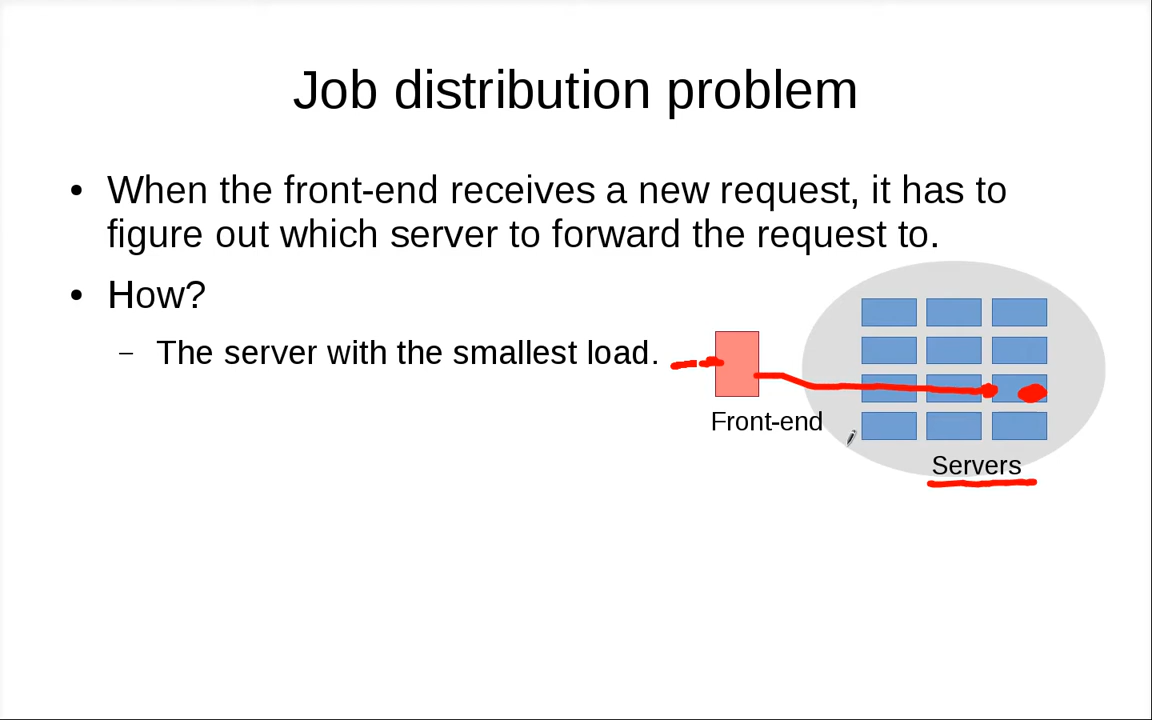 Job distribution problem
• When the front-end receives a new request, it has to
figure out which server to forward the request to.
• How?
– The server with the smallest load.
Front-end
Servers